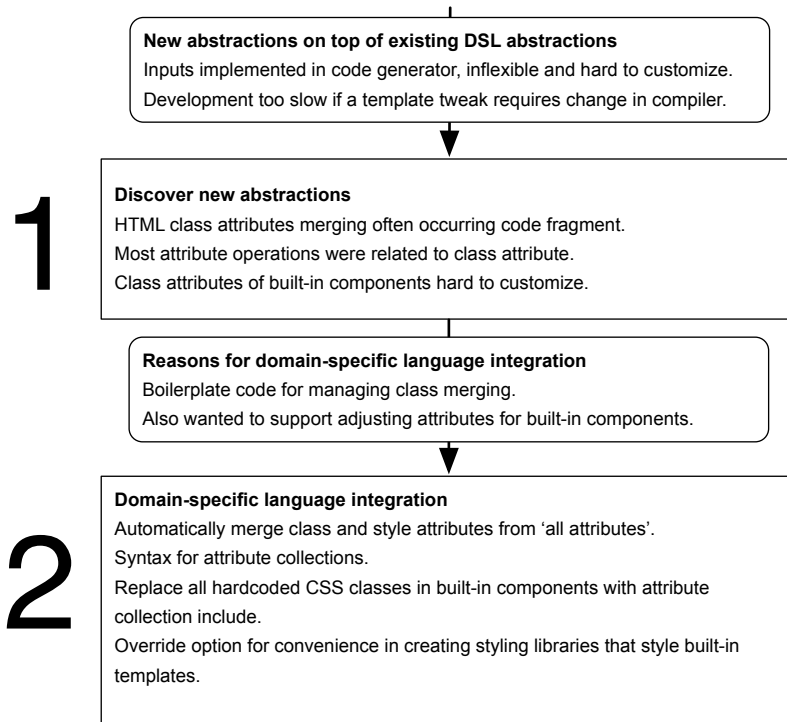 New abstractions on top of existing DSL abstractions
Inputs implemented in code generator, inflexible and hard to customize.
Development too slow if a template tweak requires change in compiler.
1
Discover new abstractions
HTML class attributes merging often occurring code fragment.
Most attribute operations were related to class attribute.
Class attributes of built-in components hard to customize.
Reasons for domain-specific language integration
Boilerplate code for managing class merging.
Also wanted to support adjusting attributes for built-in components.
2
Domain-specific language integration
Automatically merge class and style attributes from ‘all attributes’.
Syntax for attribute collections.
Replace all hardcoded CSS classes in built-in components with attribute
collection include.
Override option for convenience in creating styling libraries that style built-in
templates.